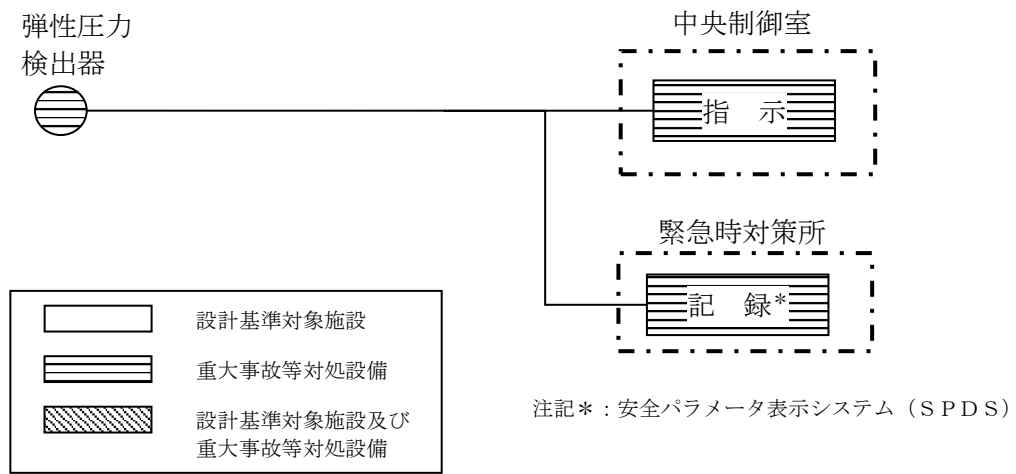 弾性圧力
検出器
中央制御室
指　示
緊急時対策所
記　録*
設計基準対象施設
重大事故等対処設備
設計基準対象施設及び
重大事故等対処設備
注記＊：安全パラメータ表示システム（ＳＰＤＳ）